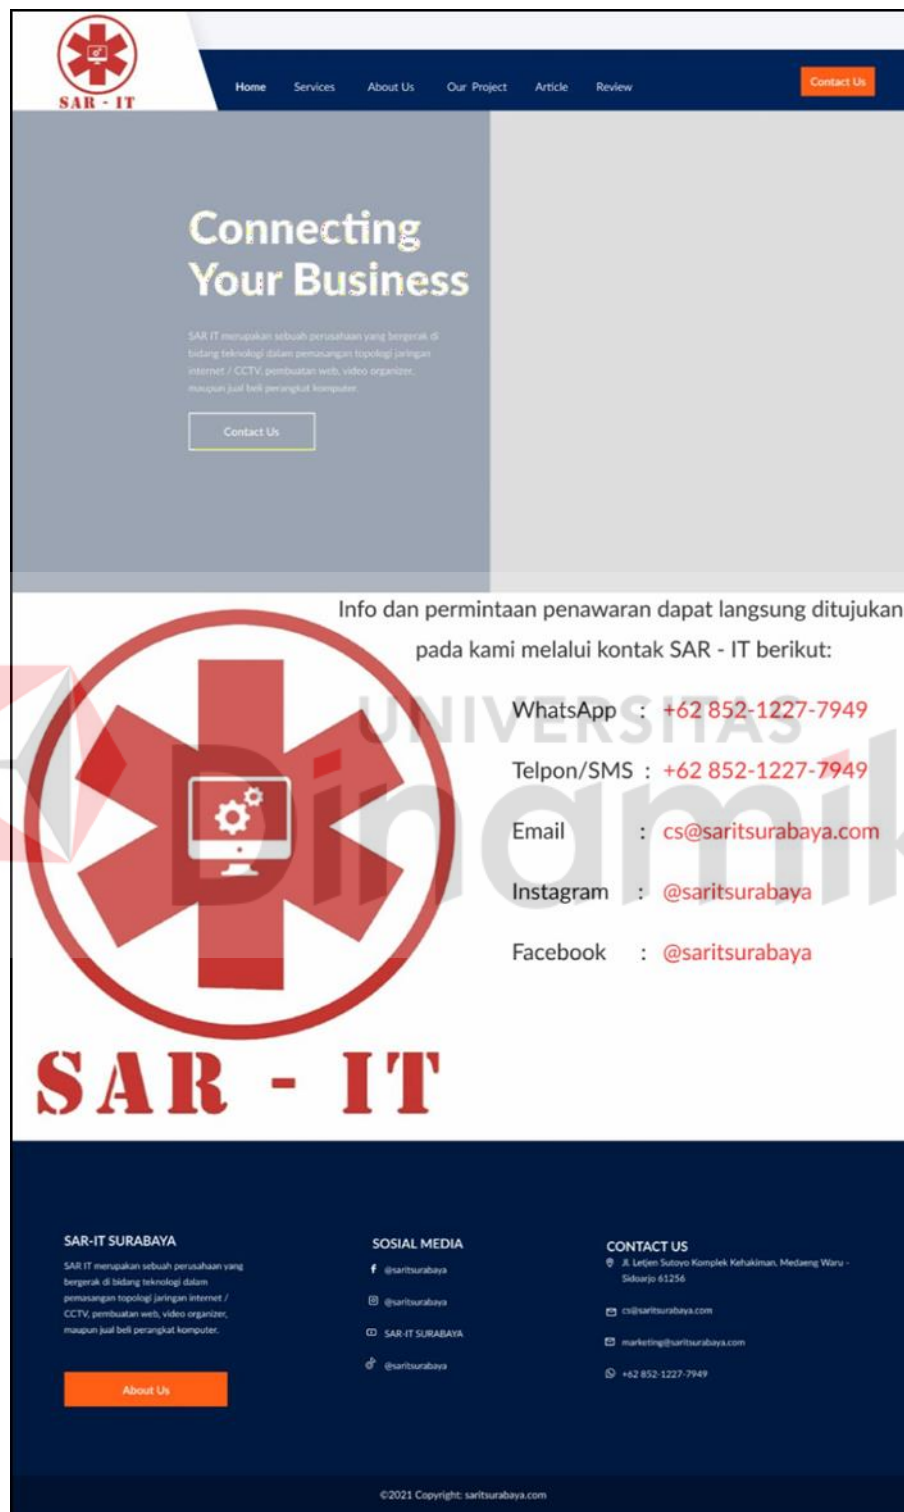 SAR - IT
Home Services About Us Our Project Article Review Contact Us
Connecting
Your Business
SAR IT merupakan sebuah perusahaan yang bergerak di
bidang teknologi dalam pemasangan topologi jaringan
internet / CCTV, pembuatan web, video organizer,
maupun jual beli perangkat komputer.
Contact Us
Info dan permintaan penawaran dapat langsung ditujukan
pada kami melalui kontak SAR - IT berikut:
WhatsApp : +62 852-1227-7949
Telpon/SMS : +62 852-1227-7949
Email : cs@saritsurabaya.com
Instagram : @saritsurabaya
Facebook : @saritsurabaya
SAR - IT
UNIVERSITAS
Dinamik
SAR-IT SURABAYA
SAR IT merupakan sebuah perusahaan yang
bergerak di bidang teknologi dalam
pemasangan topologi jaringan internet /
CCTV, pembuatan web, video organizer,
maupun jual beli perangkat komputer.
About Us
SOSIAL MEDIA
@saritsurabaya
@saritsurabaya
SAR-IT SURABAYA
@saritsurabaya
CONTACT US
Jl. Letjen Sutoyo Komplek Kehakiman, Medaeng Waru -
Sidoarjo 61256
cs@saritsurabaya.com
marketing@saritsurabaya.com
+62 852-1227-7949
©2021 Copyright: saritsurabaya.com